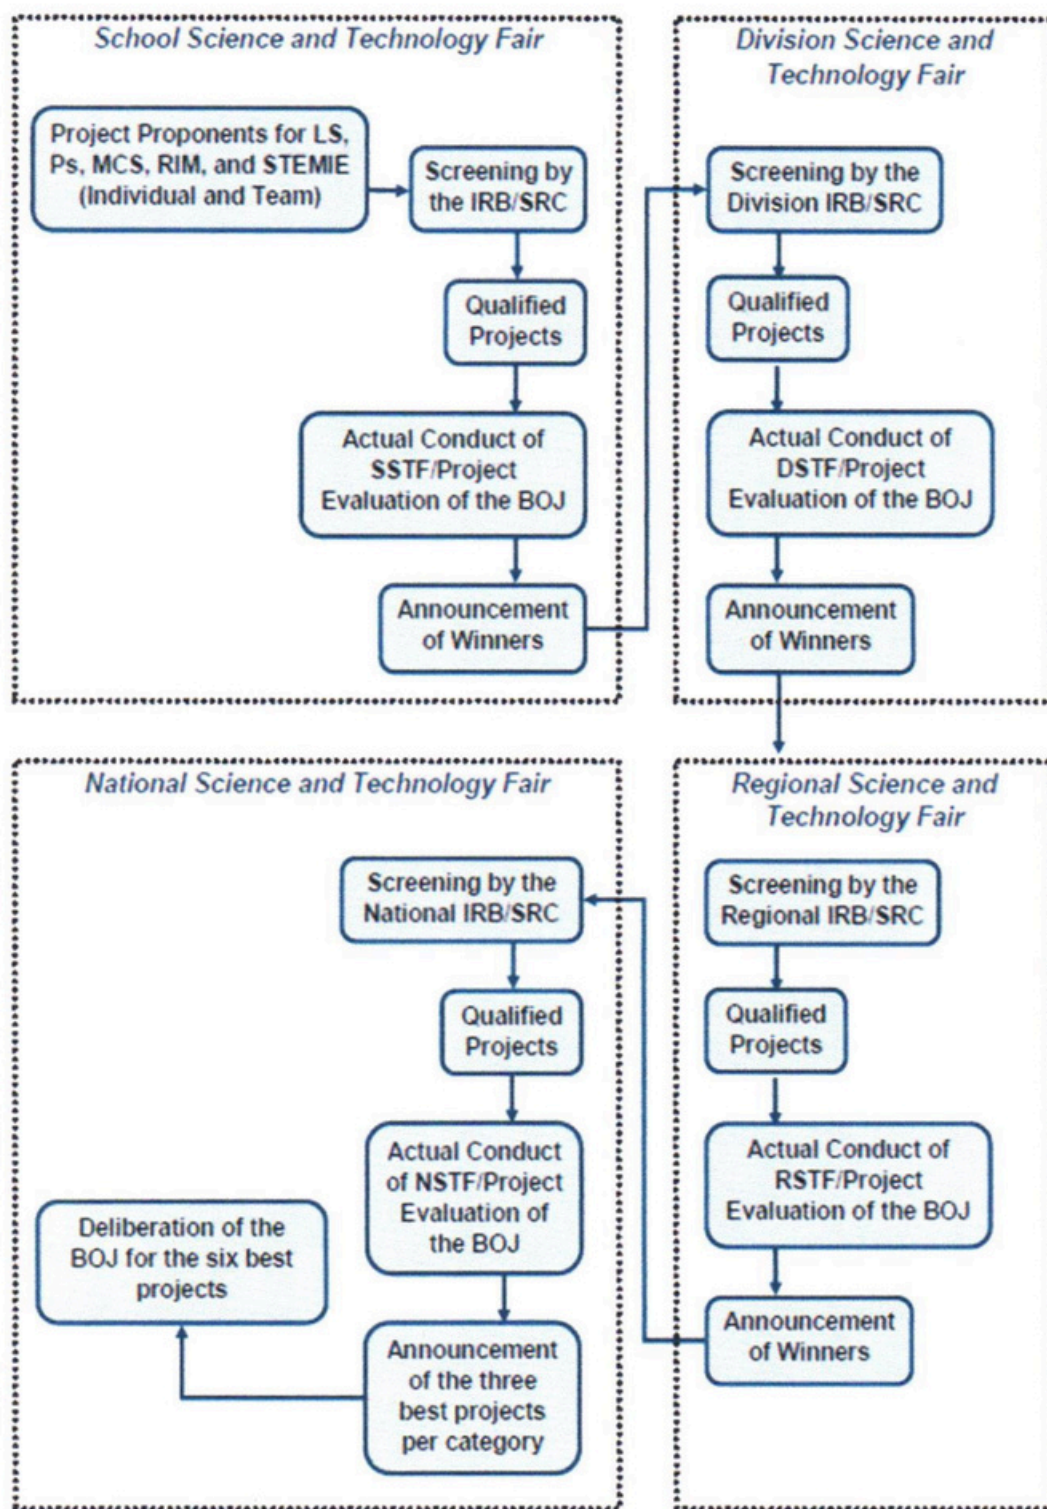 School Science and Technology Fair
Project Proponents for LS,
Ps, MCS, RIM, and STEMIE
(Individual and Team)
Screening by
the IRB/SRC
Qualified
Projects
Actual Conduct of
SSTF/Project
Evaluation of the BOJ
Announcement
of Winners
Division Science and
Technology Fair
Screening by the
Division IRB/SRC
Qualified
Projects
Actual Conduct of
DSTF/Project
Evaluation of the BOJ
Announcement
of Winners
Regional Science and
Technology Fair
Screening by the
Regional IRB/SRC
Qualified
Projects
Actual Conduct of
RSTF/Project
Evaluation of the BOJ
Announcement
of Winners
National Science and Technology Fair
Screening by the
National IRB/SRC
Qualified
Projects
Actual Conduct
of NSTF/Project
Evaluation of
the BOJ
Announcement
of the three
best projects
per category
Deliberation of the
BOJ for the six best
projects